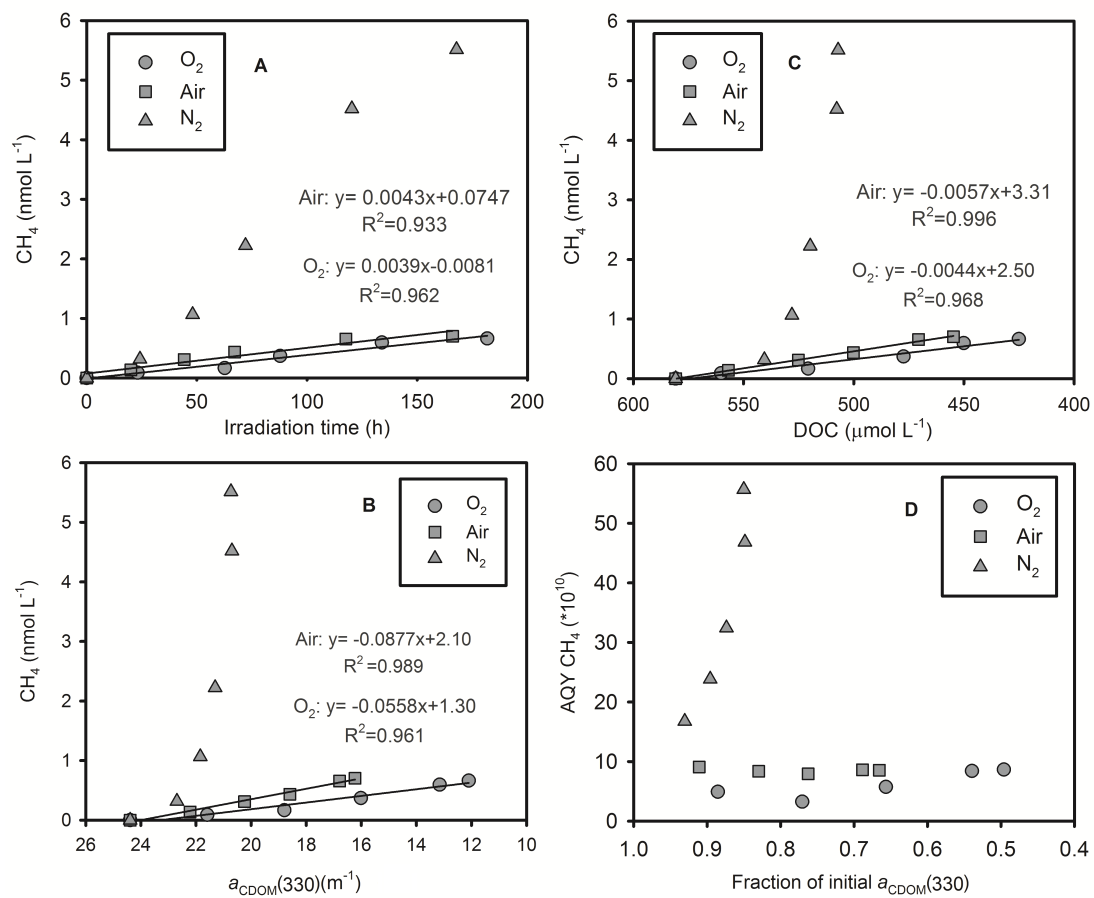 6
5
4
3
2
1
0
CH₄ (nmol L⁻¹)
O₂
Air
N₂
A
Air: y= 0.0043x+0.0747
R²=0.933
O₂: y= 0.0039x-0.0081
R²=0.962
0 50 100 150 200
Irradiation time (h)
6
5
4
3
2
1
0
CH₄ (nmol L⁻¹)
O₂
Air
N₂
C
Air: y= -0.0057x+3.31
R²=0.996
O₂: y= -0.0044x+2.50
R²=0.968
600 550 500 450 400
DOC (μmol L⁻¹)
6
5
4
3
2
1
0
CH₄ (nmol L⁻¹)
B
O₂
Air
N₂
Air: y= -0.0877x+2.10
R²=0.989
O₂: y= -0.0558x+1.30
R²=0.961
26 24 22 20 18 16 14 12 10
aCDOM(330)(m⁻¹)
60
50
40
30
20
10
0
AQY CH₄ (*10¹⁰)
D
O₂
Air
N₂
1.0 0.9 0.8 0.7 0.6 0.5 0.4
Fraction of initial aCDOM(330)